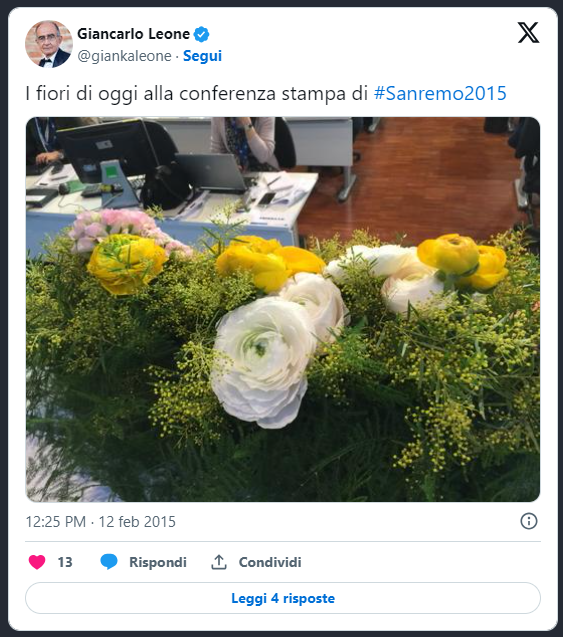 Giancarlo Leone
@giankaleone · Segui
I fiori di oggi alla conferenza stampa di #Sanremo2015
12:25 PM · 12 feb 2015
13 Rispondi Condividi
Leggi 4 risposte